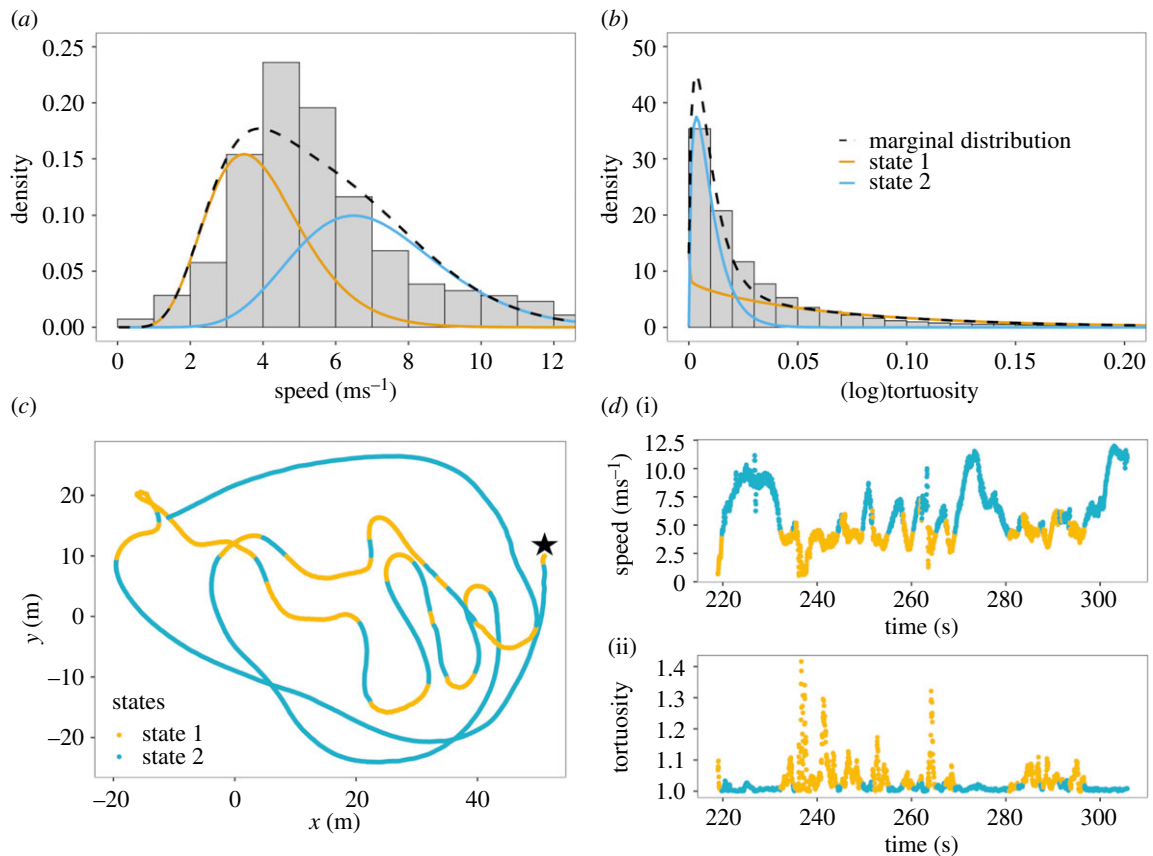 (a)
(b)
0.25
0.20
0.15
0.10
0.05
0.00
density
0 2 4 6 8 10 12
speed (ms–1)
50
40
30
20
10
0
density
marginal distribution
state 1
state 2
0 0.05 0.10 0.15 0.20
(log)tortuosity
(c)
20
10
0
–10
–20
y (m)
states
state 1
state 2
–20 0 20 40
x (m)
(d) (i)
12.5
10.0
7.5
5.0
2.5
0
speed (ms–1)
220 240 260 280 300
time (s)
(ii)
1.4
1.3
1.2
1.1
1.0
tortuosity
220 240 260 280 300
time (s)